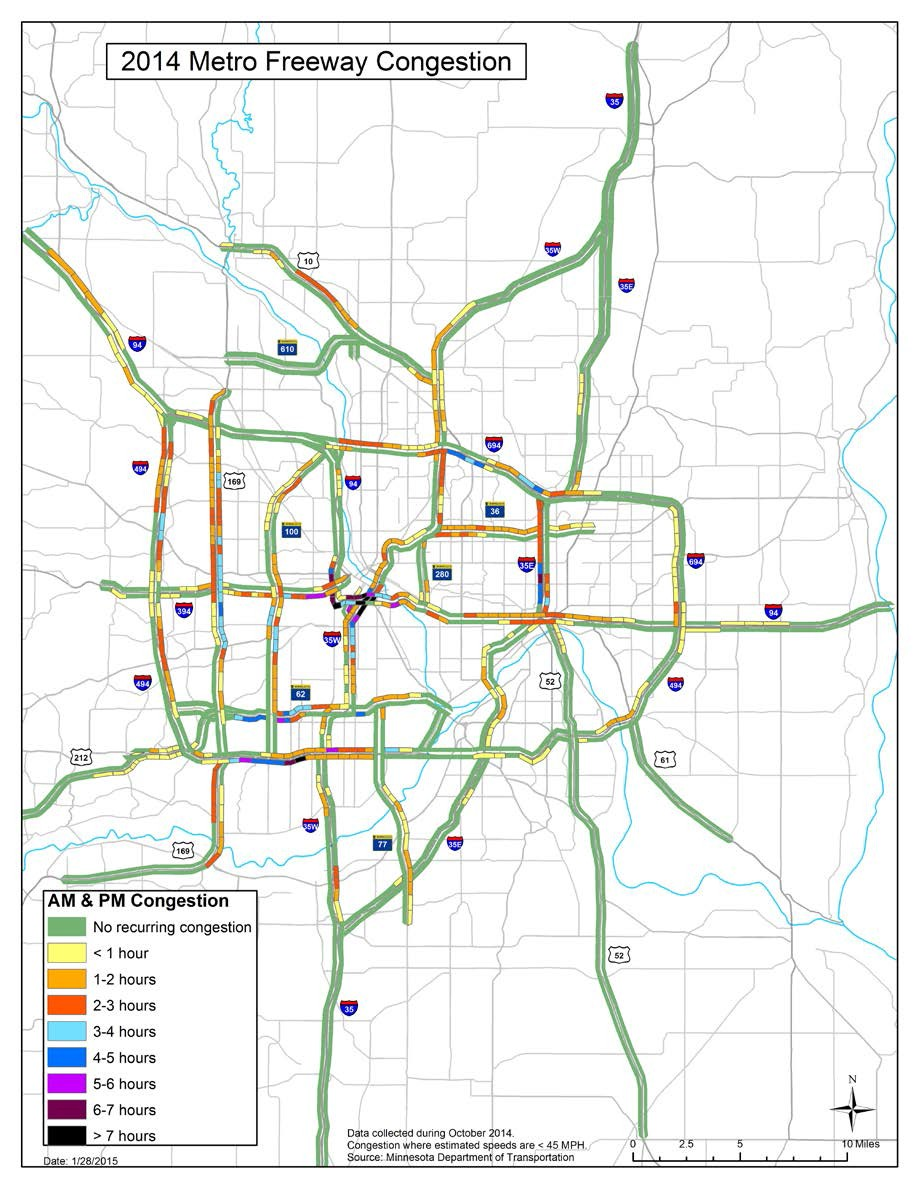 2014 Metro Freeway Congestion
35
35W
10
35E
94
610
694
494
169
94
36
100
280
35E
694
394
94
35W
52
494
494
62
212
61
35W
77
35E
169
AM & PM Congestion
No recurring congestion
< 1 hour
1-2 hours
2-3 hours
3-4 hours
4-5 hours
5-6 hours
6-7 hours
> 7 hours
52
35
N
Data collected during October 2014.
Congestion where estimated speeds are < 45 MPH.
Source: Minnesota Department of Transportation
0 2.5 5 10 Miles
Date: 1/28/2015